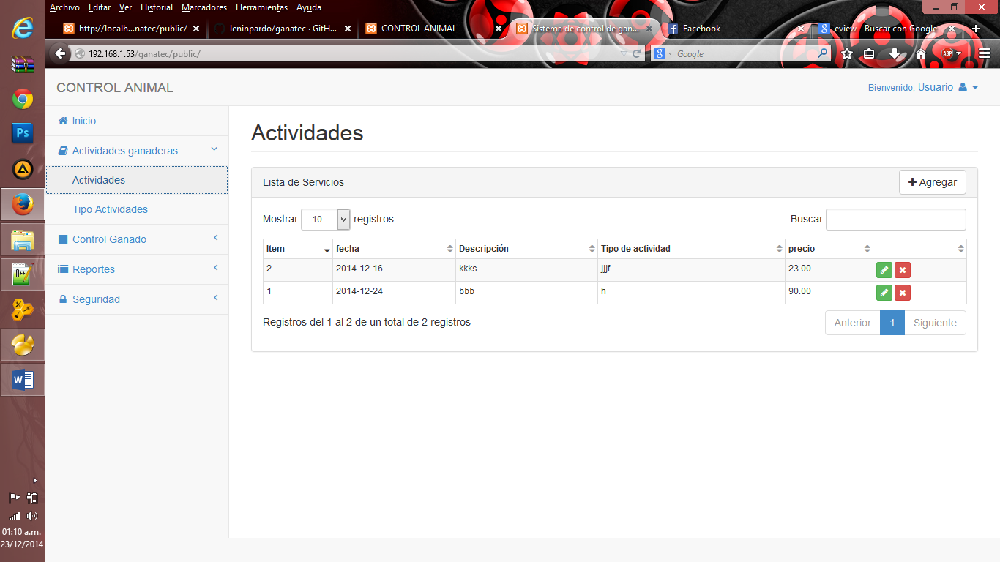 Archivo Editar Ver Historial Marcadores Herramientas Ayuda
http://localh...natec/public/ leninpardo/ganatec · GitH... CONTROL ANIMAL Sistema de control de gan... Facebook eview - Buscar con Google
192.168.1.53/ganatec/public/ Google ABP
CONTROL ANIMAL
Bienvenido, Usuario
Inicio
Actividades ganaderas
Actividades
Tipo Actividades
Control Ganado
Reportes
Seguridad
Actividades
Lista de Servicios
Agregar
Mostrar 10 registros
Buscar:
Item fecha Descripción Tipo de actividad precio
2 2014-12-16 kkks jjjf 23.00
1 2014-12-24 bbb h 90.00
Registros del 1 al 2 de un total de 2 registros
Anterior 1 Siguiente
Ps
W
01:10 a.m.
23/12/2014